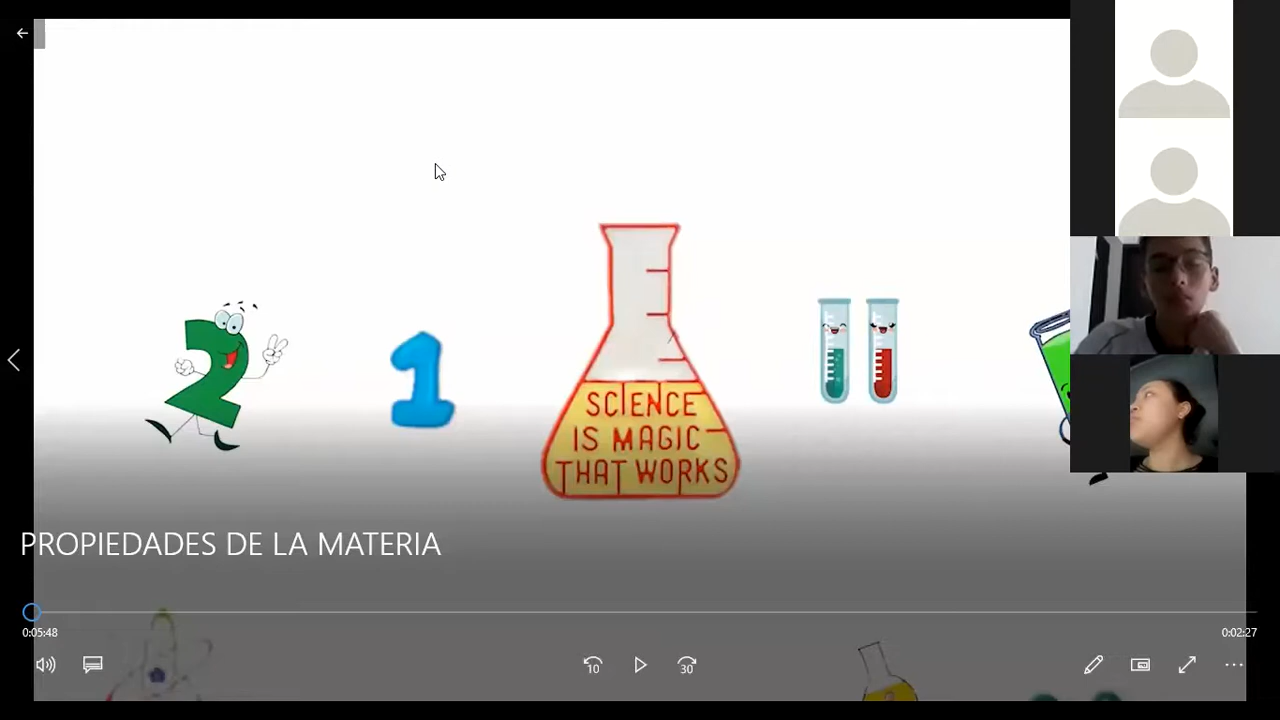 2
1
SCIENCE
IS MAGIC
THAT WORKS
PROPIEDADES DE LA MATERIA
0:05:48
0:02:27
10
30